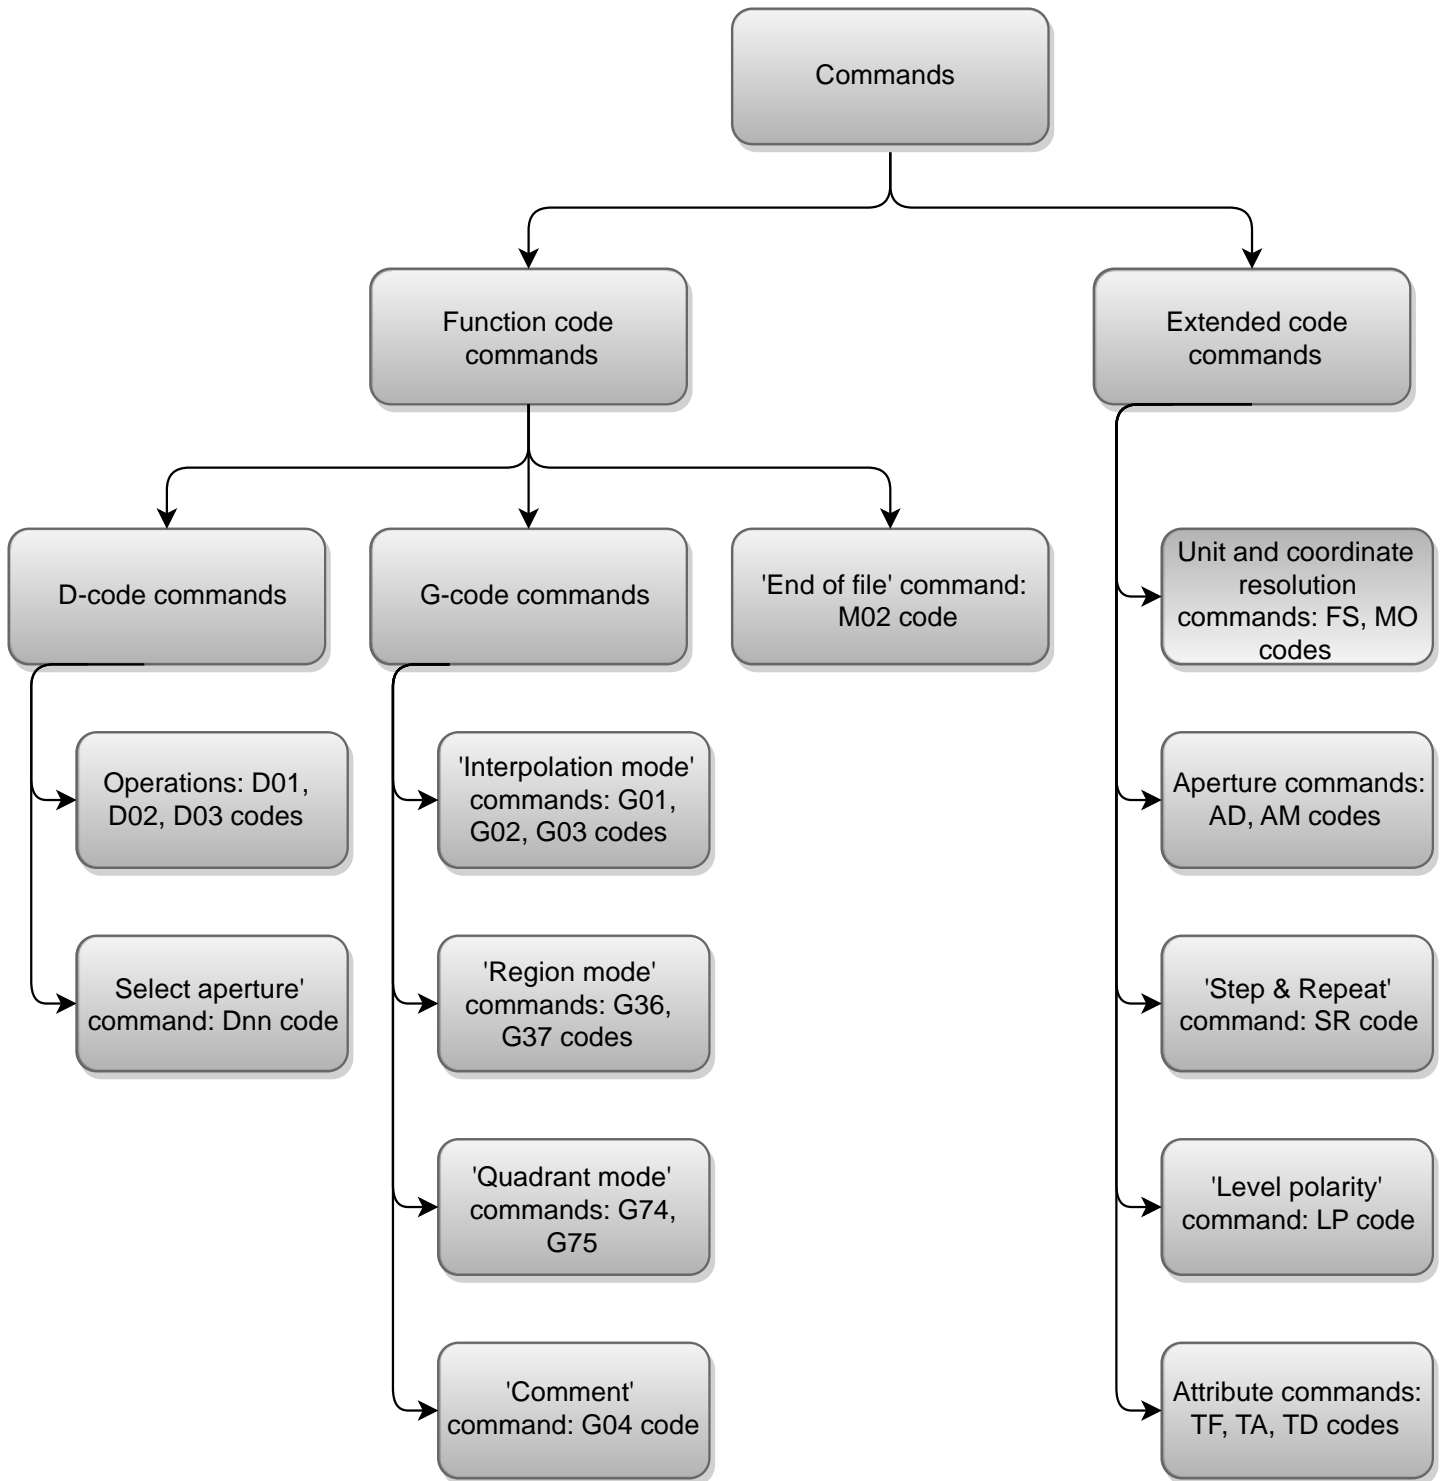 Commands
Function code
commands
Extended code
commands
D-code commands
G-code commands
'End of file' command:
M02 code
Unit and coordinate
resolution
commands: FS, MO
codes
Operations: D01,
D02, D03 codes
'Interpolation mode'
commands: G01,
G02, G03 codes
Aperture commands:
AD, AM codes
Select aperture'
command: Dnn code
'Region mode'
commands: G36,
G37 codes
'Step & Repeat'
command: SR code
'Quadrant mode'
commands: G74,
G75
'Level polarity'
command: LP code
'Comment'
command: G04 code
Attribute commands:
TF, TA, TD codes